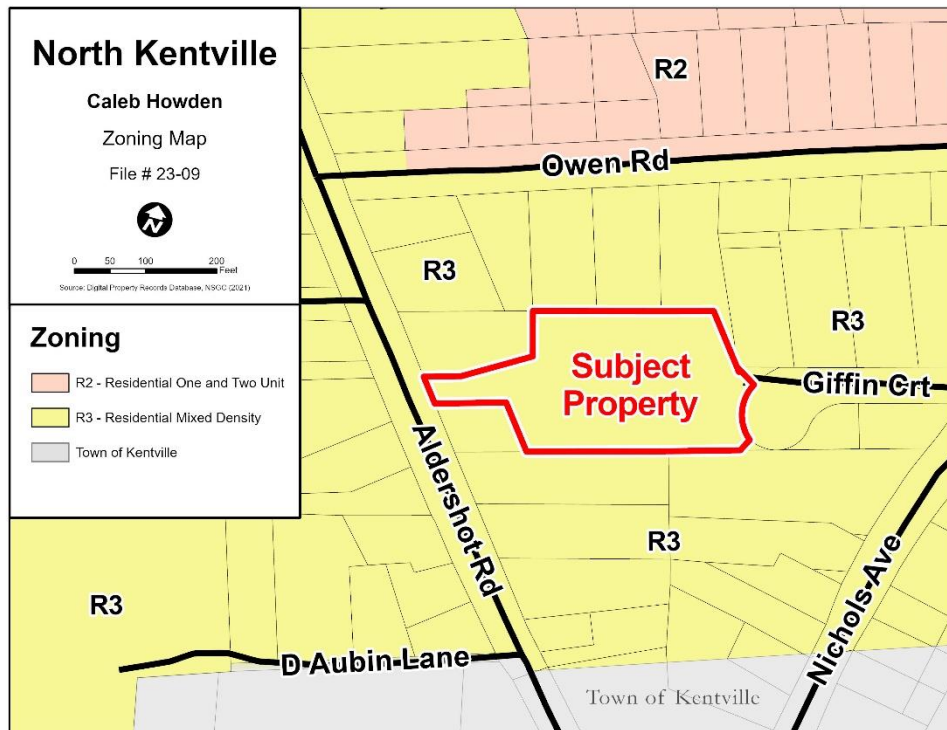 North Kentville
Caleb Howden
Zoning Map
File # 23-09
N
0 50 100 200
Feet
Source: Digital Property Records Database, NSGC (2021)
Zoning
R2 - Residential One and Two Unit
R3 - Residential Mixed Density
Town of Kentville
R2
Owen Rd
R3
R3
Subject
Property
Giffin Crt
Aldershot Rd
R3
Nichols Ave
R3
D Aubin Lane
Town of Kentville